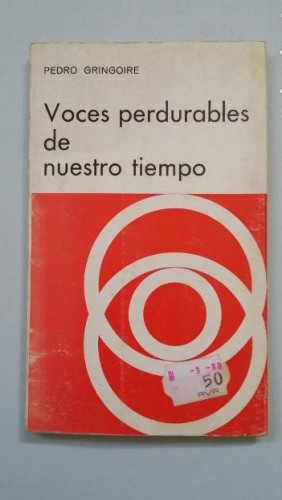 PEDRO GRINGOIRE
Voces perdurables
de
nuestro tiempo
50
PVP